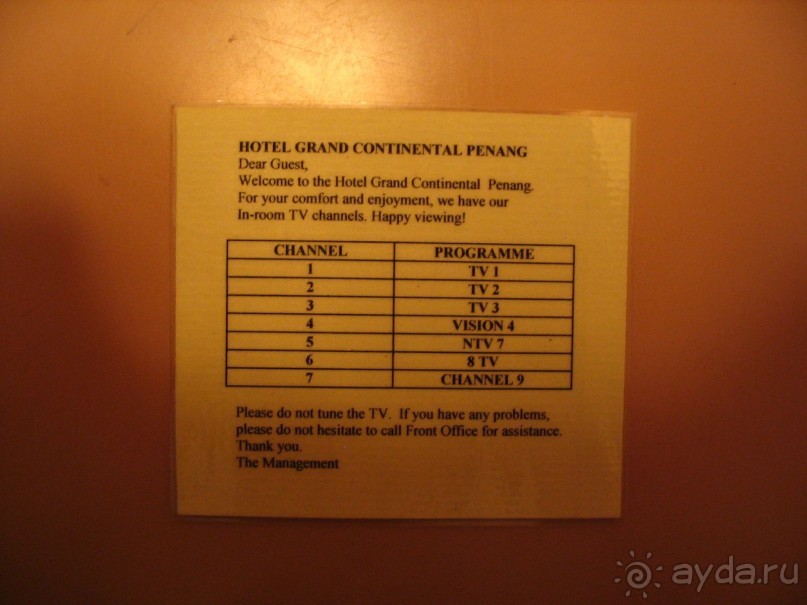 HOTEL GRAND CONTINENTAL PENANG
Dear Guest,
Welcome to the Hotel Grand Continental Penang.
For your comfort and enjoyment, we have our
In-room TV channels. Happy viewing!
CHANNEL PROGRAMME
1 TV 1
2 TV 2
3 TV 3
4 VISION 4
5 NTV 7
6 8 TV
7 CHANNEL 9
Please do not tune the TV. If you have any problems,
please do not hesitate to call Front Office for assistance.
Thank you.
The Management
ayda.ru